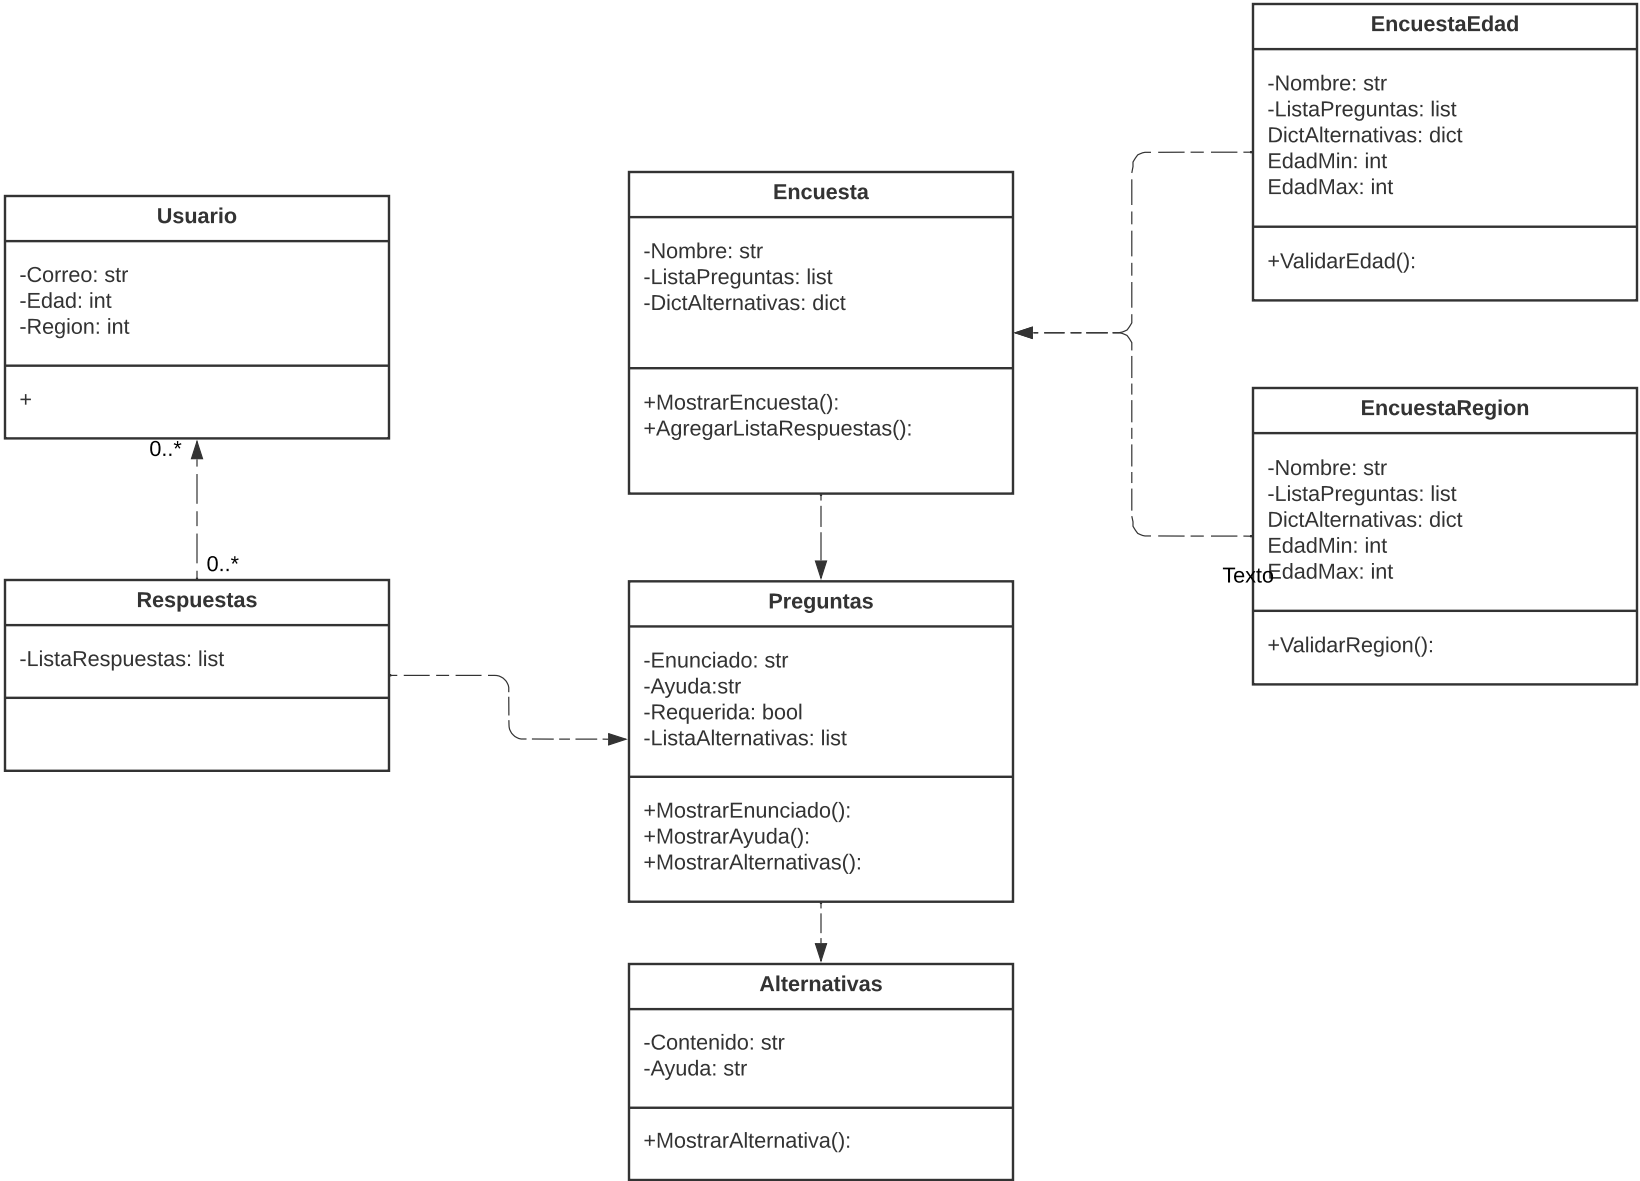 EncuestaEdad
-Nombre: str
-ListaPreguntas: list
DictAlternativas: dict
EdadMin: int
EdadMax: int
+ValidarEdad():
Encuesta
-Nombre: str
-ListaPreguntas: list
-DictAlternativas: dict
+MostrarEncuesta():
+AgregarListaRespuestas():
Usuario
-Correo: str
-Edad: int
-Region: int
+
0..*
0..*
EncuestaRegion
-Nombre: str
-ListaPreguntas: list
DictAlternativas: dict
EdadMin: int
EdadMax: int
Texto
+ValidarRegion():
Respuestas
-ListaRespuestas: list
Preguntas
-Enunciado: str
-Ayuda:str
-Requerida: bool
-ListaAlternativas: list
+MostrarEnunciado():
+MostrarAyuda():
+MostrarAlternativas():
Alternativas
-Contenido: str
-Ayuda: str
+MostrarAlternativa():